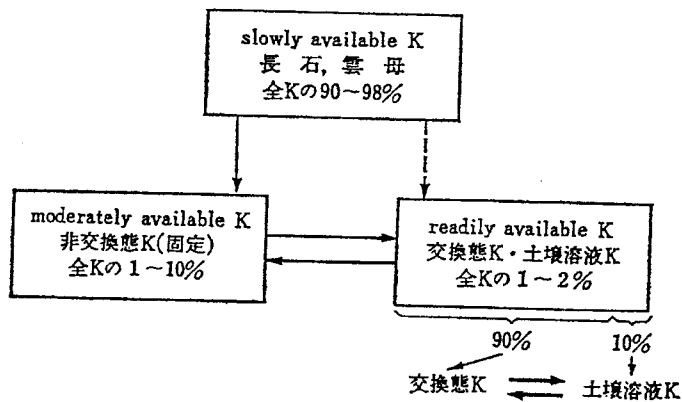 slowly available K
長石,雲母
全Kの90～98%
moderately available K
非交換態K(固定)
全Kの1～10%
readily available K
交換態K・土壌溶液K
全Kの1～2%
90%
10%
交換態K
土壌溶液K